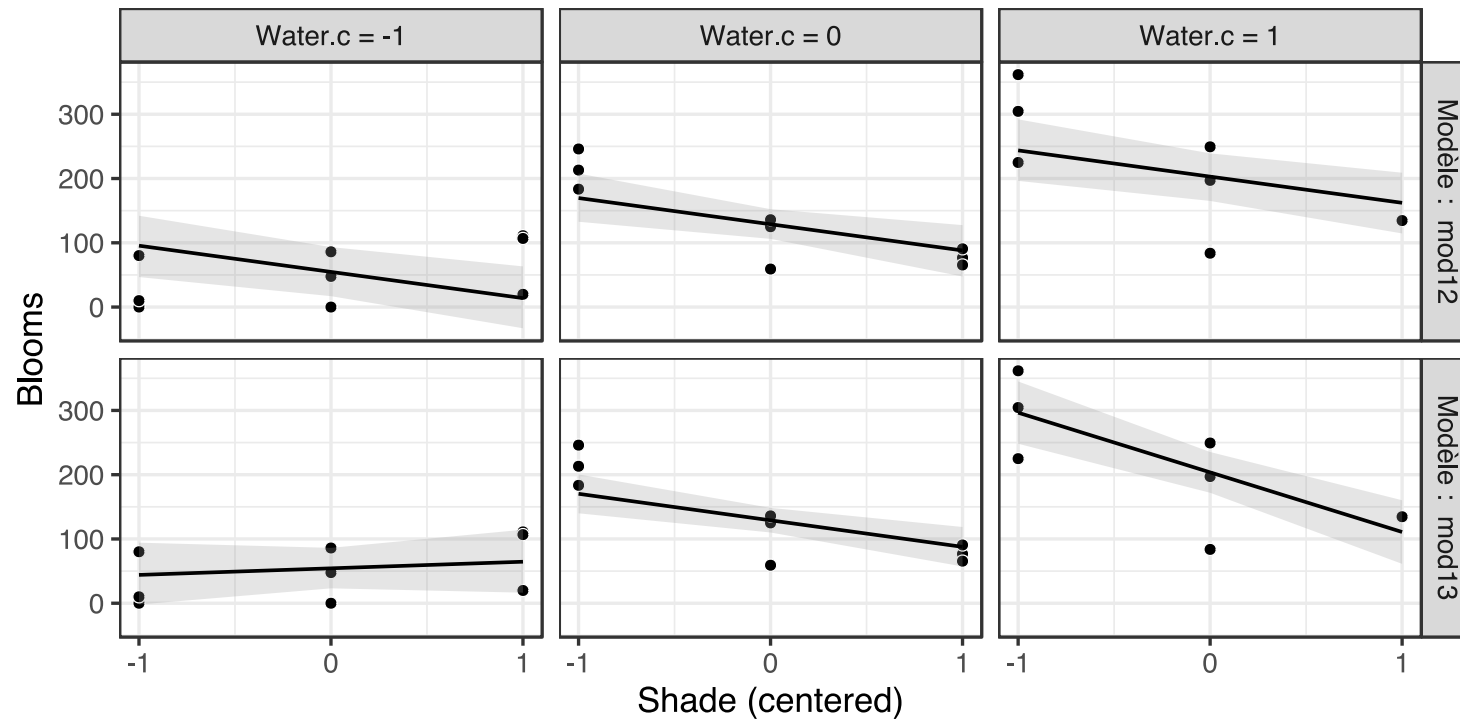 Water.c = -1
Water.c = 0
Water.c = 1
300
200
100
0
Modèle : mod12
300
200
100
0
Modèle : mod13
-1
0
1
-1
0
1
-1
0
1
Blooms
Shade (centered)